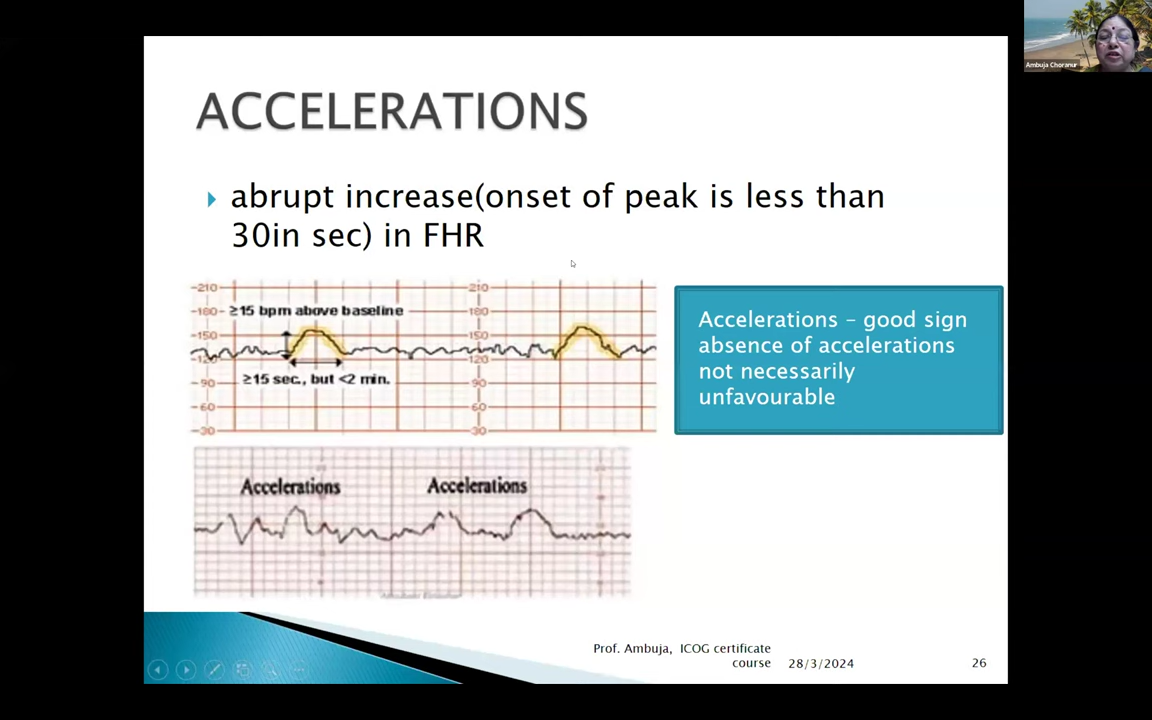 Ambuja Choranur
ACCELERATIONS
abrupt increase(onset of peak is less than
30in sec) in FHR
210 210
180 ≥15 bpm above baseline 180
150 150
120 120
90 ≥15 sec., but <2 min. 90
60 60
30 30
Accelerations – good sign
absence of accelerations
not necessarily
unfavourable
Accelerations Accelerations
Prof. Ambuja, ICOG certificate
course 28/3/2024 26